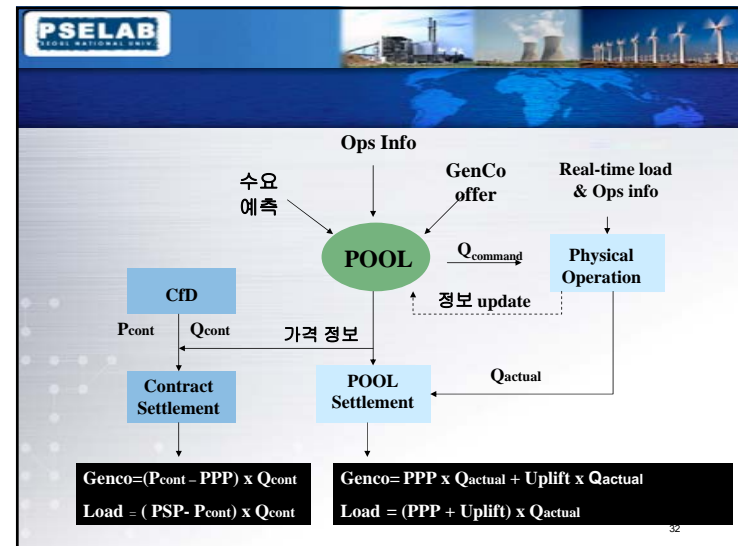 PSELAB
SEOUL NATIONAL UNIV.
Ops Info
수요
예측
GenCo
offer
Real-time load
& Ops info
POOL
Qcommand
Physical
Operation
정보 update
CfD
Pcont
Qcont
가격 정보
Contract
Settlement
POOL
Settlement
Qactual
Genco=(Pcont – PPP) x Qcont
Load = ( PSP- Pcont) x Qcont
Genco= PPP x Qactual + Uplift x Qactual
Load = (PPP + Uplift) x Qactual
32